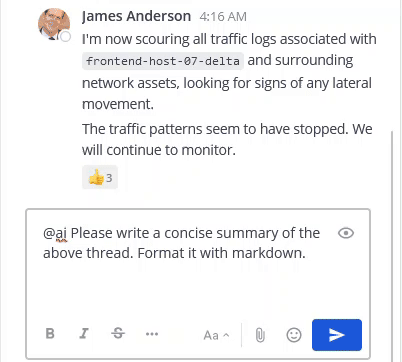 James Anderson 4:16 AM
I'm now scouring all traffic logs associated with
frontend-host-07-delta and surrounding
network assets, looking for signs of any lateral
movement.
The traffic patterns seem to have stopped. We
will continue to monitor.
👍 3
@ai Please write a concise summary of the
above thread. Format it with markdown.
B I S ... Aa